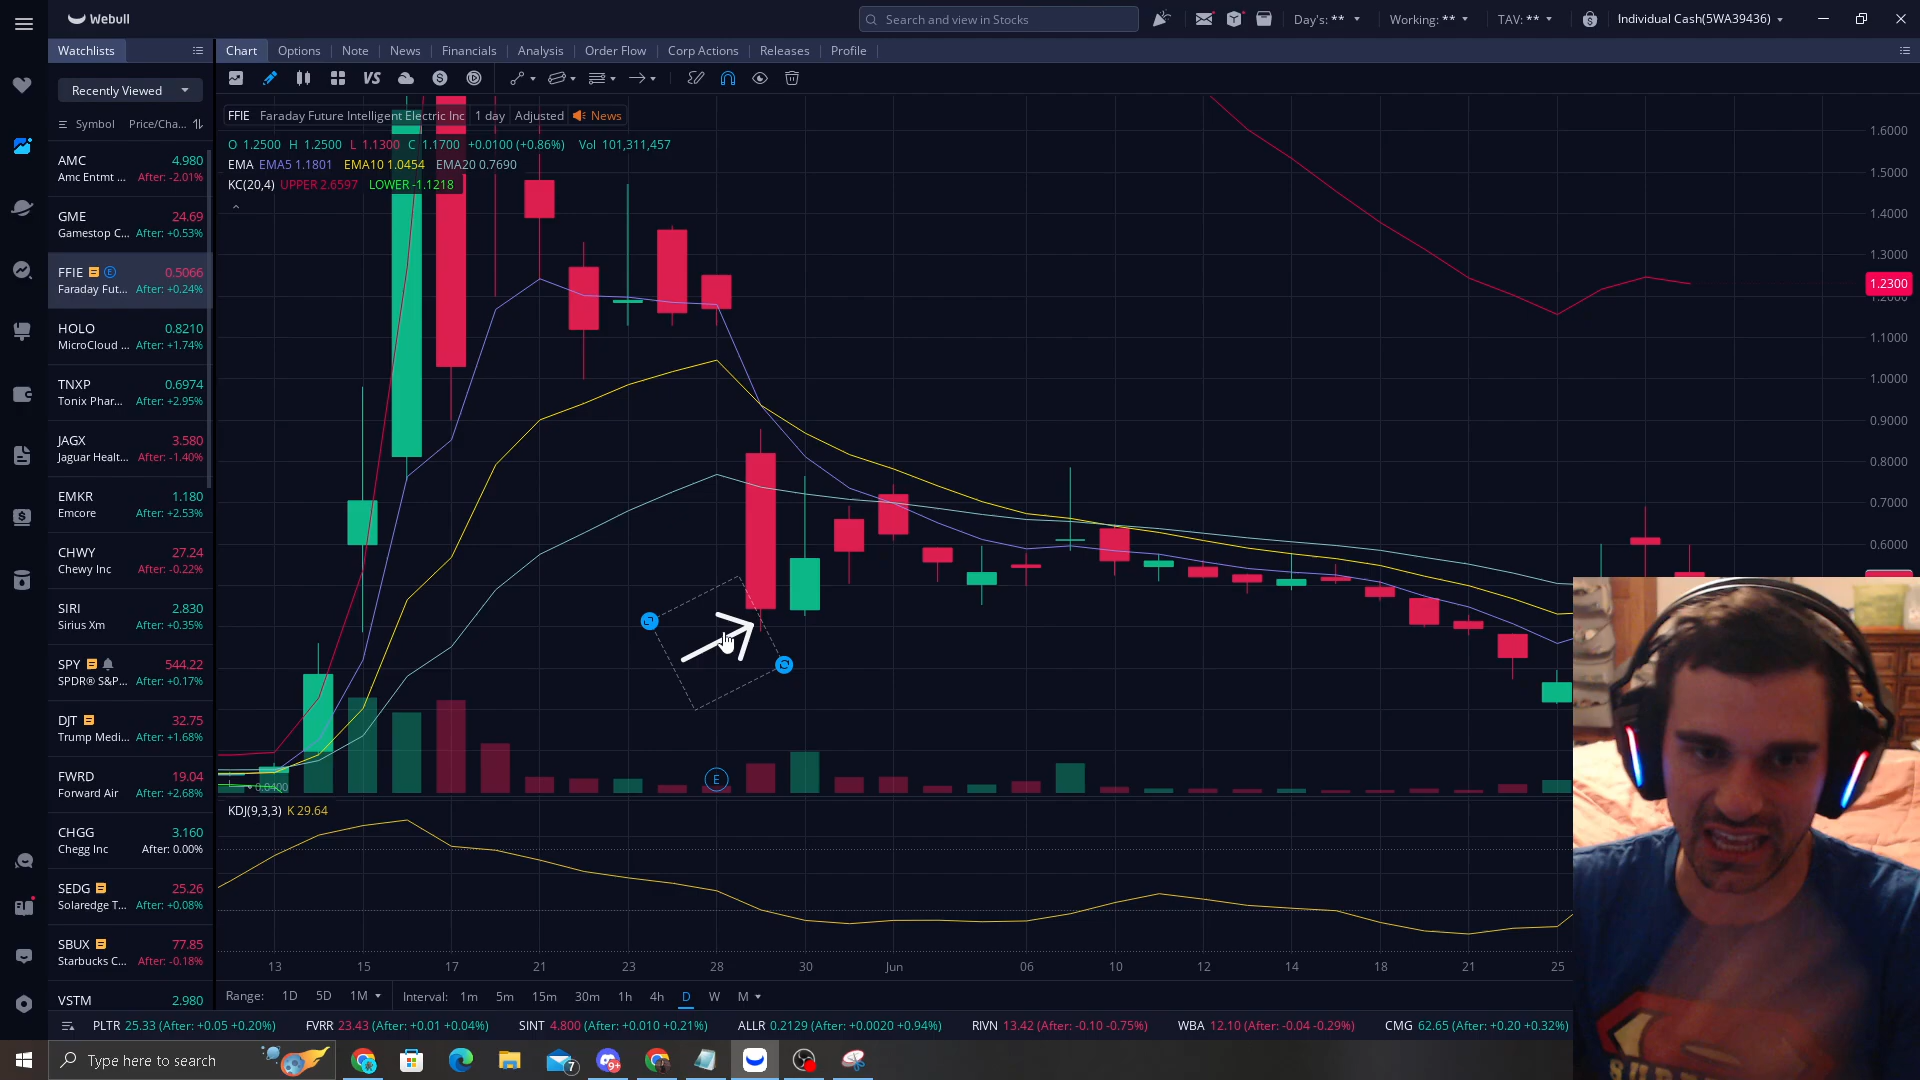 Webull
Search and view in Stocks
Day's: **
Working: **
TAV: **
Individual Cash(5WA39436)
Watchlists
Chart Options Note News Financials Analysis Order Flow Corp Actions Releases Profile
Recently Viewed
VS
Symbol Price/Cha...
FFIE Faraday Future Intelligent Electric Inc 1 day Adjusted News
O 1.2500 H 1.2500 L 1.1300 C 1.1700 +0.0100 (+0.86%) Vol 101,311,457
EMA EMA5 1.1801 EMA10 1.0454 EMA20 0.7690
KC(20,4) UPPER 2.6597 LOWER -1.1218
AMC 4.980
Amc Entmt ... After: -2.01%
GME 24.69
Gamestop C... After: +0.53%
FFIE E 0.5066
Faraday Fut... After: +0.24%
HOLO 0.8210
MicroCloud ... After: +1.74%
TNXP 0.6974
Tonix Phar... After: +2.95%
JAGX 3.580
Jaguar Healt... After: -1.40%
EMKR 1.180
Emcore After: +2.53%
CHWY 27.24
Chewy Inc After: -0.22%
SIRI 2.830
Sirius Xm After: +0.35%
SPY 544.22
SPDR® S&P... After: +0.17%
DJT 32.75
Trump Medi... After: +1.68%
FWRD 19.04
Forward Air After: +2.68%
CHGG 3.160
Chegg Inc After: 0.00%
SEDG 25.26
Solaredge T... After: +0.08%
SBUX 77.85
Starbucks C... After: -0.18%
VSTM 2.980
1.6000
1.5000
1.4000
1.3000
1.2300
1.1000
1.0000
0.9000
0.8000
0.7000
0.6000
0.0400
E
KDJ(9,3,3) K 29.64
13 15 17 21 23 28 30 Jun 06 10 12 14 18 21 25
Range: 1D 5D 1M Interval: 1m 5m 15m 30m 1h 4h D W M
PLTR 25.33 (After: +0.05 +0.20%) FVRR 23.43 (After: +0.01 +0.04%) SINT 4.800 (After: +0.010 +0.21%) ALLR 0.2129 (After: +0.0020 +0.94%) RIVN 13.42 (After: -0.10 -0.75%) WBA 12.10 (After: -0.04 -0.29%) CMG 62.65 (After: +0.20 +0.32%)
Type here to search
7
9+